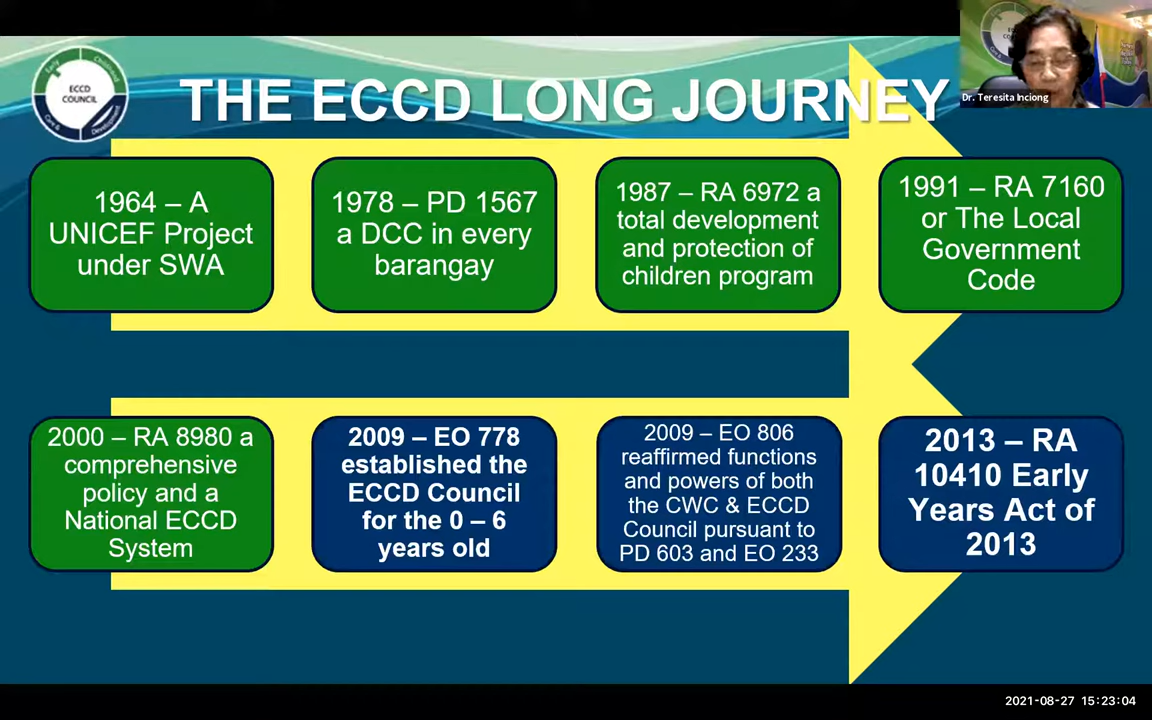 ECCD
COUNCIL
Early
Childhood
Care &
Development
THE ECCD LONG JOURNEY
Dr. Teresita Inciong
1964 – A
UNICEF Project
under SWA
1978 – PD 1567
a DCC in every
barangay
1987 – RA 6972 a
total development
and protection of
children program
1991 – RA 7160
or The Local
Government
Code
2000 – RA 8980 a
comprehensive
policy and a
National ECCD
System
2009 – EO 778
established the
ECCD Council
for the 0 – 6
years old
2009 – EO 806
reaffirmed functions
and powers of both
the CWC & ECCD
Council pursuant to
PD 603 and EO 233
2013 – RA
10410 Early
Years Act of
2013
2021-08-27 15:23:04